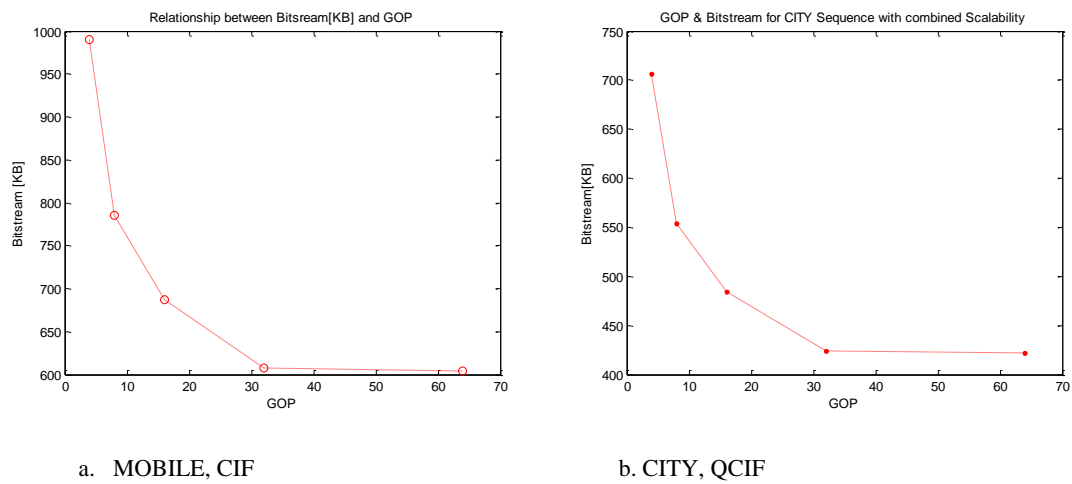 Relationship between Bitsream[KB] and GOP
1000
950
900
850
800
750
700
650
600
0 10 20 30 40 50 60 70
Bitstream [KB]
GOP
a. MOBILE, CIF
GOP & Bitstream for CITY Sequence with combined Scalability
750
700
650
600
550
500
450
400
0 10 20 30 40 50 60 70
Bitstream[KB]
GOP
b. CITY, QCIF